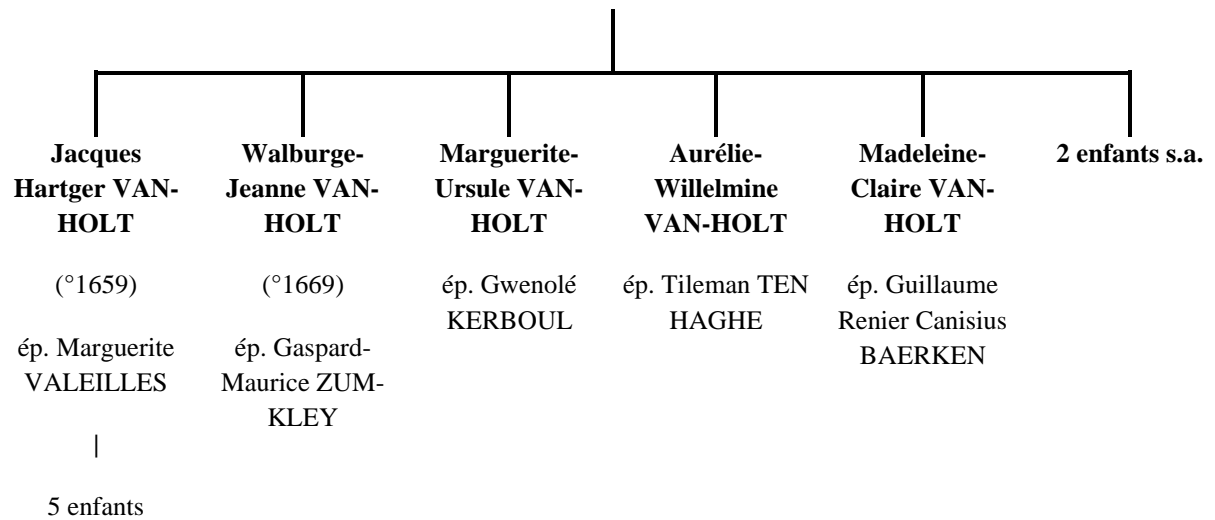 Jacques
Hartger VAN-
HOLT
(°1659)
ép. Marguerite
VALEILLES
|
5 enfants
Walburge-
Jeanne VAN-
HOLT
(°1669)
ép. Gaspard-
Maurice ZUM-
KLEY
Marguerite-
Ursule VAN-
HOLT
ép. Gwenolé
KERBOUL
Aurélie-
Willelmine
VAN-HOLT
ép. Tileman TEN
HAGHE
Madeleine-
Claire VAN-
HOLT
ép. Guillaume
Renier Canisius
BAERKEN
2 enfants s.a.